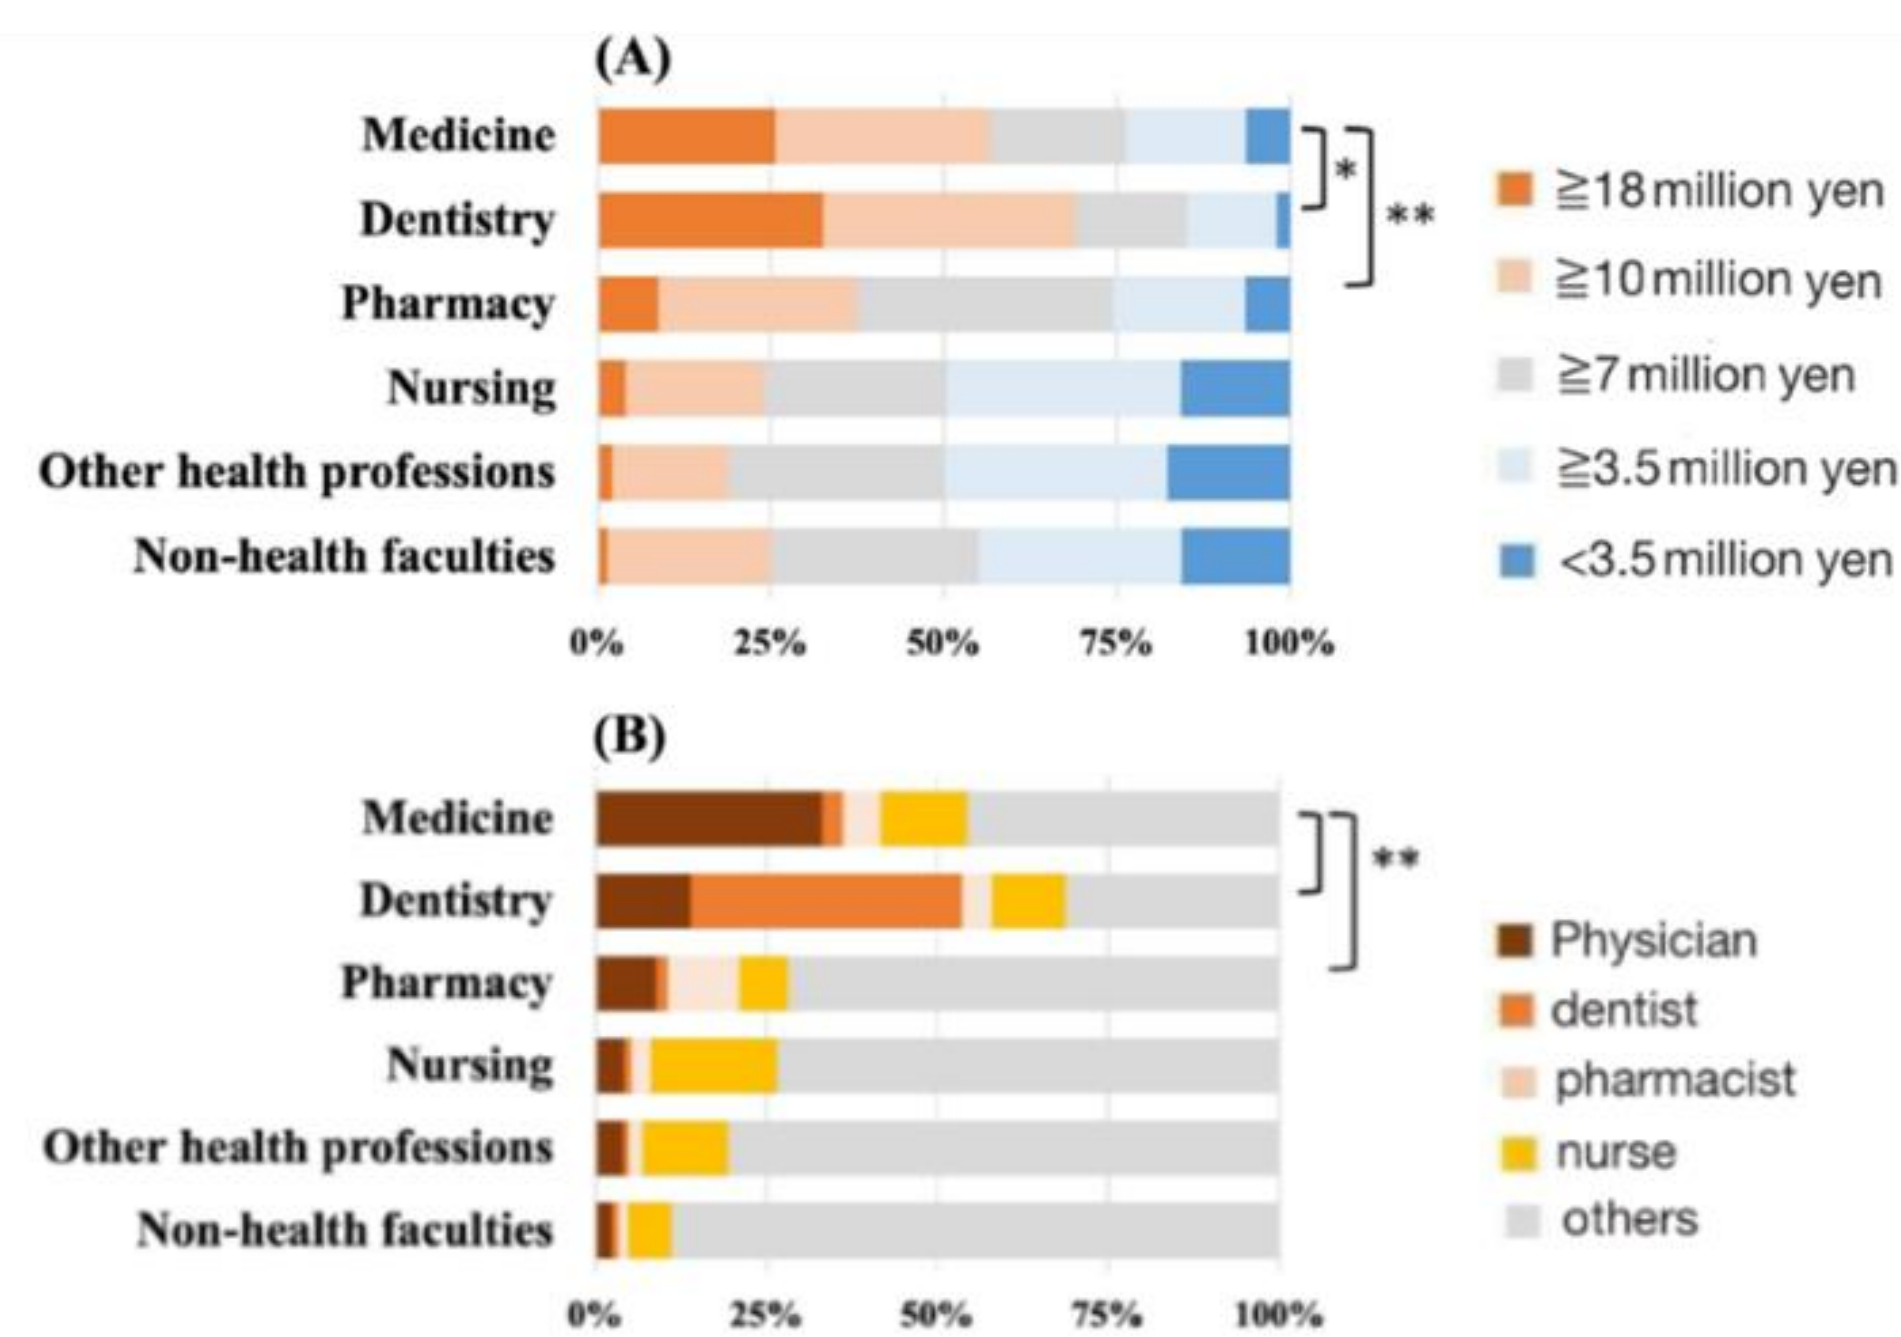 (A)
Medicine
Dentistry
Pharmacy
Nursing
Other health professions
Non-health faculties
0% 25% 50% 75% 100%
*
**
≧18 million yen
≧10 million yen
≧7 million yen
≧3.5 million yen
<3.5 million yen
(B)
Medicine
Dentistry
Pharmacy
Nursing
Other health professions
Non-health faculties
0% 25% 50% 75% 100%
**
Physician
dentist
pharmacist
nurse
others